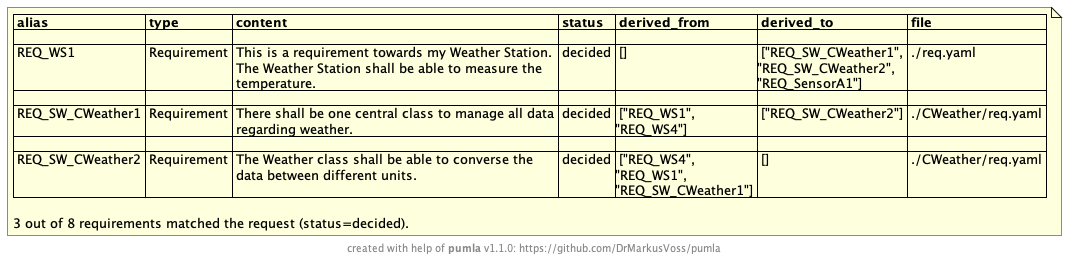 alias type content status derived_from derived_to file
REQ_WS1 Requirement This is a requirement towards my Weather Station. decided [] ["REQ_SW_CWeather1", ./req.yaml
The Weather Station shall be able to measure the "REQ_SW_CWeather2",
temperature. "REQ_SensorA1"]
REQ_SW_CWeather1 Requirement There shall be one central class to manage all data decided ["REQ_WS1", ["REQ_SW_CWeather2"] ./CWeather/req.yaml
regarding weather. "REQ_WS4"]
REQ_SW_CWeather2 Requirement The Weather class shall be able to converse the decided ["REQ_WS4", [] ./CWeather/req.yaml
data between different units. "REQ_WS1",
"REQ_SW_CWeather1"]
3 out of 8 requirements matched the request (status=decided).
created with help of pumla v1.1.0: https://github.com/DrMarkusVoss/pumla